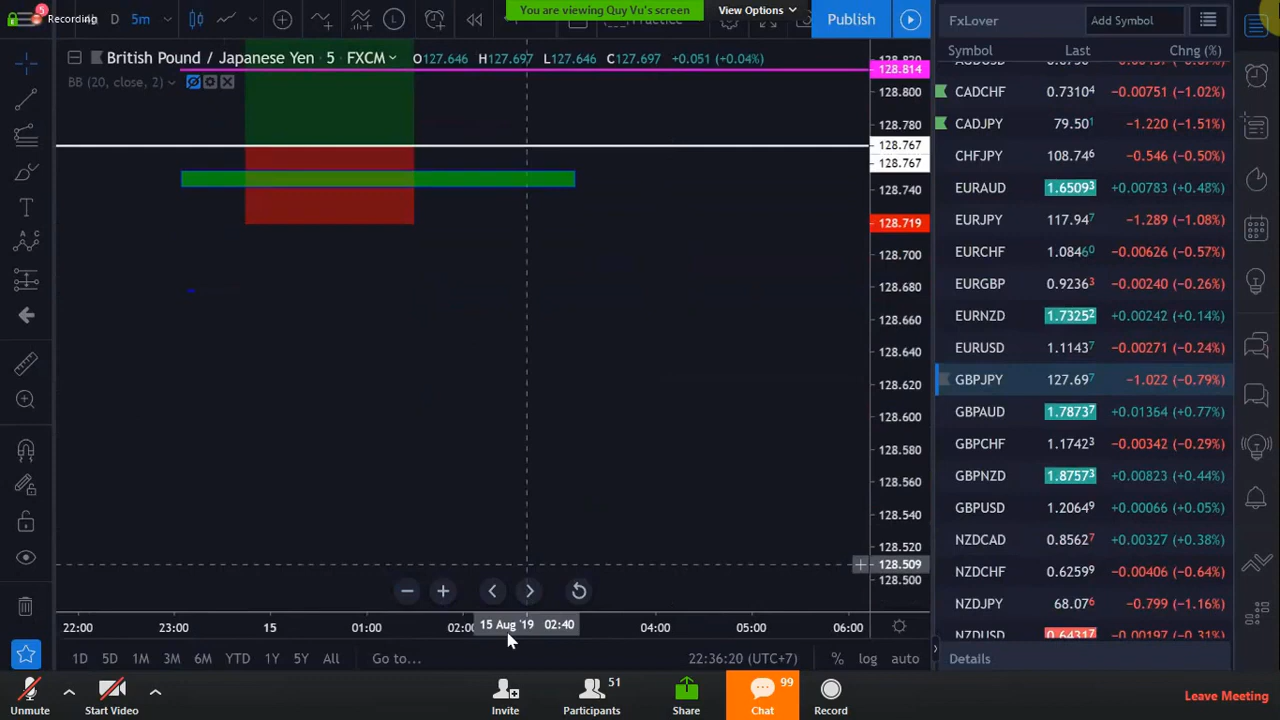 Recording
5
You are viewing Quy Vu's screen
View Options
D 5m
Publish
British Pound / Japanese Yen 5 FXCM
O127.646 H127.697 L127.646 C127.697 +0.051 (+0.04%)
BB (20, close, 2)
128.814
128.800
128.780
128.767
128.767
128.740
128.719
128.700
128.680
128.660
128.640
128.620
128.600
128.580
128.560
128.540
128.520
128.509
128.500
22:00 23:00 15 01:00 02:00 15 Aug '19 02:40 04:00 05:00 06:00
1D 5D 1M 3M 6M YTD 1Y 5Y All Go to... 22:36:20 (UTC+7) % log auto
FxLover
Add Symbol
Symbol Last Chng (%)
CADCHF 0.7310⁴ −0.00751 (−1.02%)
CADJPY 79.50¹ −1.220 (−1.51%)
CHFJPY 108.74⁶ −0.546 (−0.50%)
EURAUD 1.6509³ +0.00783 (+0.48%)
EURJPY 117.94⁷ −1.289 (−1.08%)
EURCHF 1.084⁶⁰ −0.00626 (−0.57%)
EURGBP 0.9236³ −0.00240 (−0.26%)
EURNZD 1.7325² +0.00242 (+0.14%)
EURUSD 1.1143⁷ −0.00271 (−0.24%)
GBPJPY 127.69⁷ −1.022 (−0.79%)
GBPAUD 1.7873⁷ +0.01364 (+0.77%)
GBPCHF 1.1742³ −0.00342 (−0.29%)
GBPNZD 1.8757³ +0.00823 (+0.44%)
GBPUSD 1.2064⁹ +0.00066 (+0.05%)
NZDCAD 0.8562⁷ +0.00327 (+0.38%)
NZDCHF 0.6259⁹ −0.00406 (−0.64%)
NZDJPY 68.07⁶ −0.799 (−1.16%)
NZDUSD 0.6431⁷ −0.00197 (−0.31%)
Details
Unmute
Start Video
Invite
51
Participants
Share
99
Chat
Record
Leave Meeting